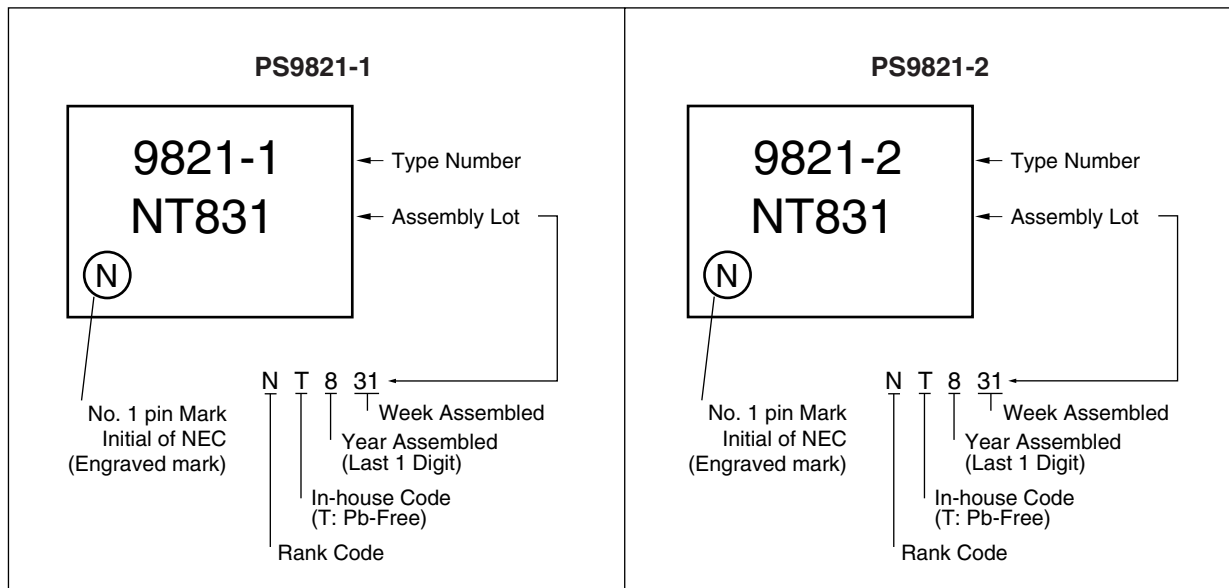 PS9821-1
9821-1
Type Number
NT831
Assembly Lot
N
N T 8 31
No. 1 pin Mark
Initial of NEC
(Engraved mark)
Week Assembled
Year Assembled
(Last 1 Digit)
In-house Code
(T: Pb-Free)
Rank Code
PS9821-2
9821-2
Type Number
NT831
Assembly Lot
N
N T 8 31
No. 1 pin Mark
Initial of NEC
(Engraved mark)
Week Assembled
Year Assembled
(Last 1 Digit)
In-house Code
(T: Pb-Free)
Rank Code